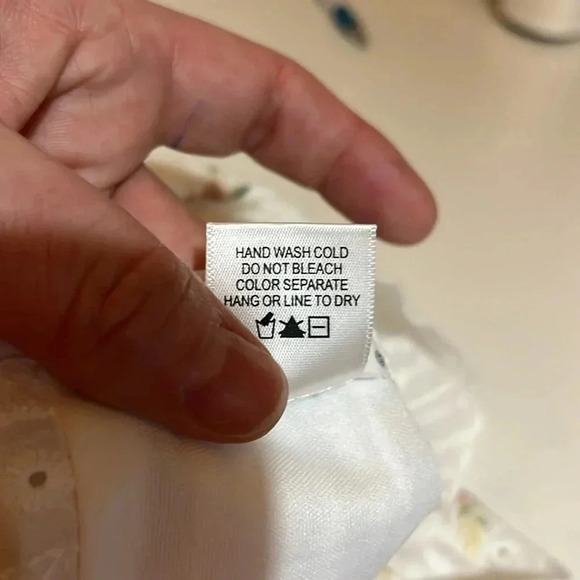 HAND WASH COLD
DO NOT BLEACH
COLOR SEPARATE
HANG OR LINE TO DRY